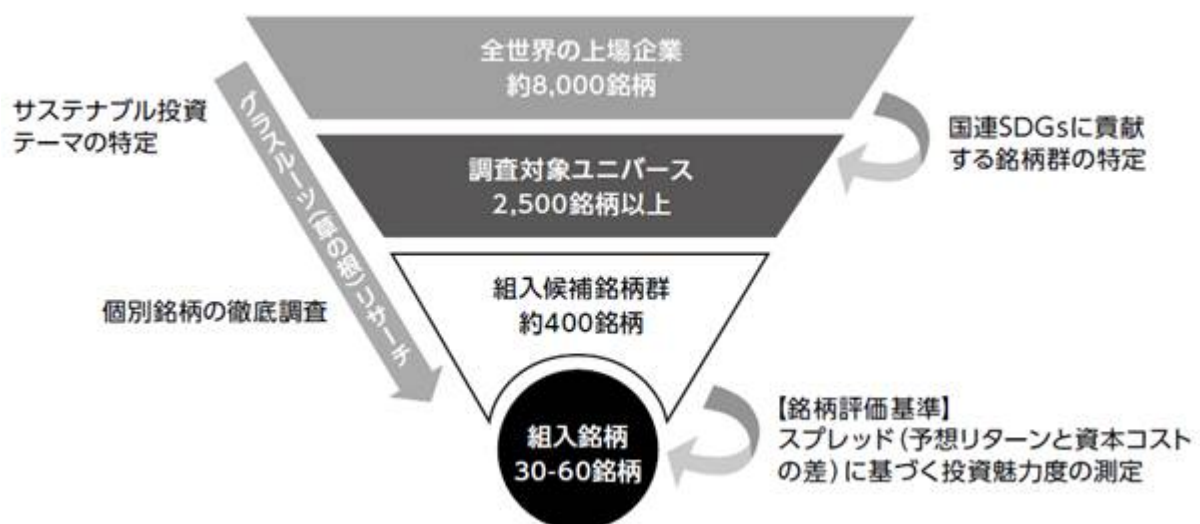 全世界の上場企業
約8,000銘柄
サステナブル投資
テーマの特定
グラスルーツ(草の根)リサーチ
国連SDGsに貢献
する銘柄群の特定
調査対象ユニバース
2,500銘柄以上
組入候補銘柄群
約400銘柄
個別銘柄の徹底調査
組入銘柄
30-60銘柄
【銘柄評価基準】
スプレッド(予想リターンと資本コスト
の差)に基づく投資魅力度の測定